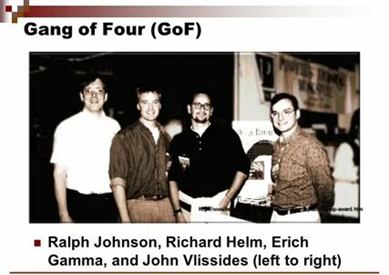 Gang of Four (GoF)
Ralph Johnson, Richard Helm, Erich
Gamma, and John Vlissides (left to right)